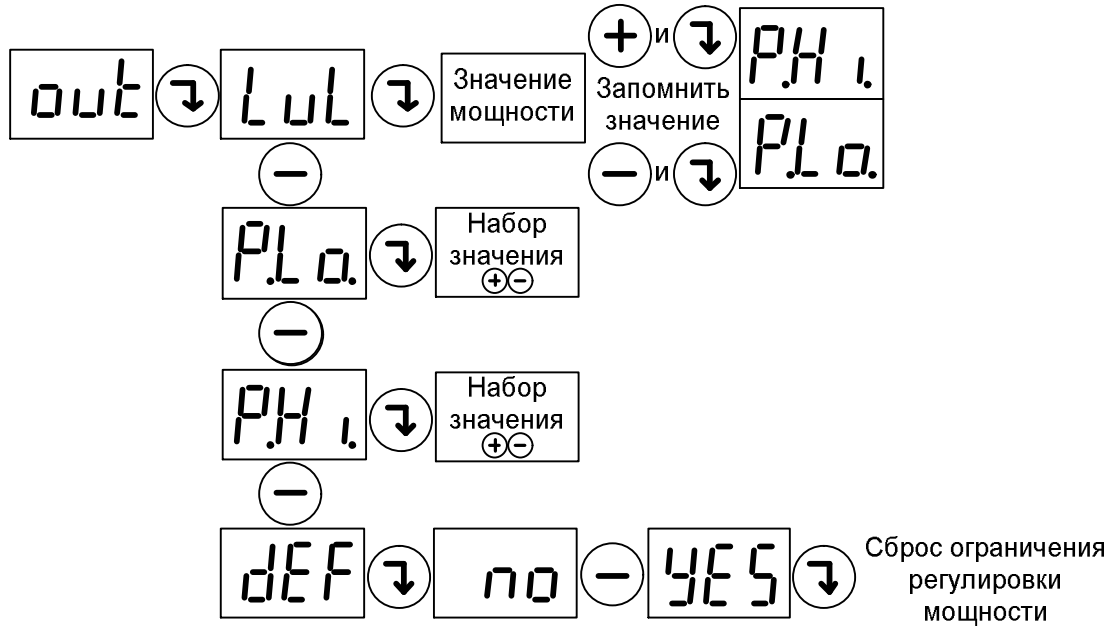 out
LuL
Значение
мощности
+ и
Запомнить
значение
− и
P.Hi.
P.Lo.
−
P.Lo.
Набор
значения
+ −
−
P.Hi.
Набор
значения
+ −
−
dEF
no
−
YES
Сброс ограничения
регулировки
мощности